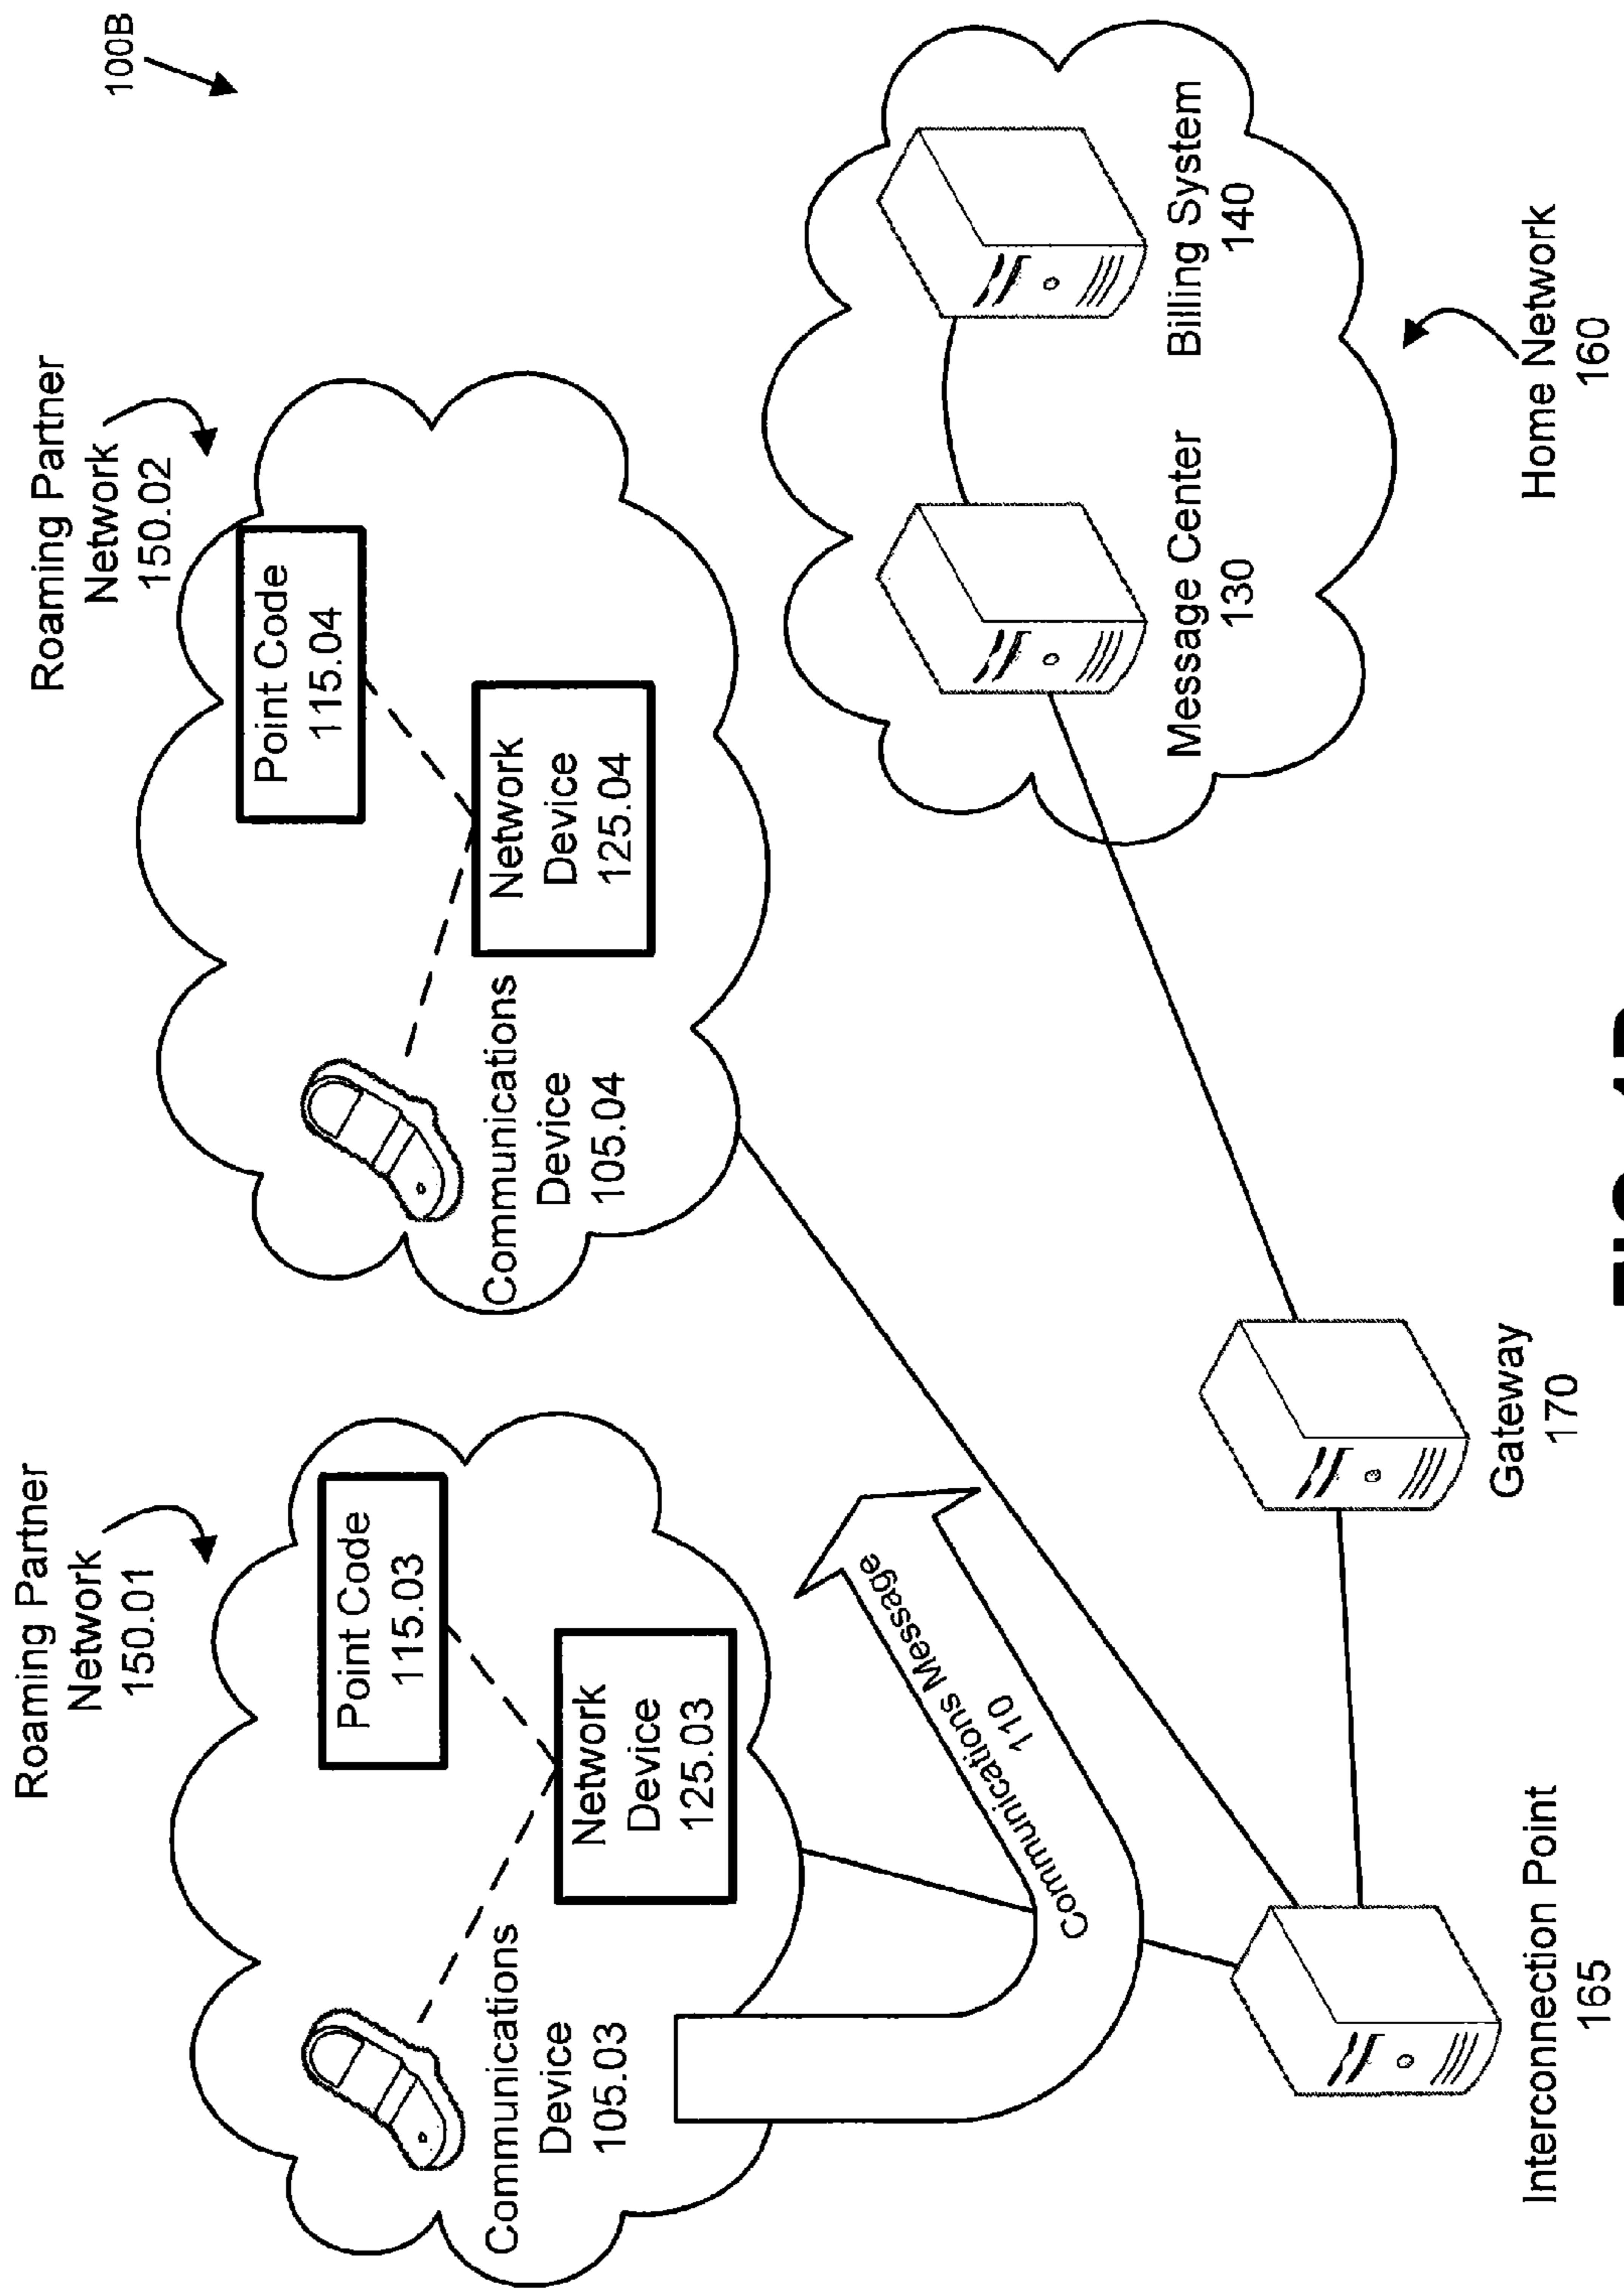 100B
Roaming Partner
Network
150.01
Roaming Partner
Network
150.02
Point Code
115.03
Network
Device
125.03
Communications
Device
105.03
Point Code
115.04
Network
Device
125.04
Communications
Device
105.04
Communications Message
110
Message Center
130
Billing System
140
Home Network
160
Gateway
170
Interconnection Point
165